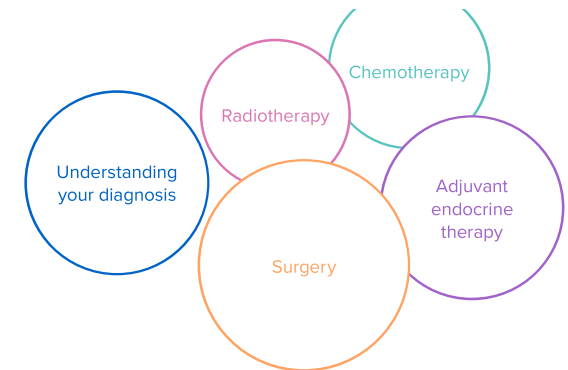 Chemotherapy
Radiotherapy
Understanding
your diagnosis
Adjuvant
endocrine
therapy
Surgery